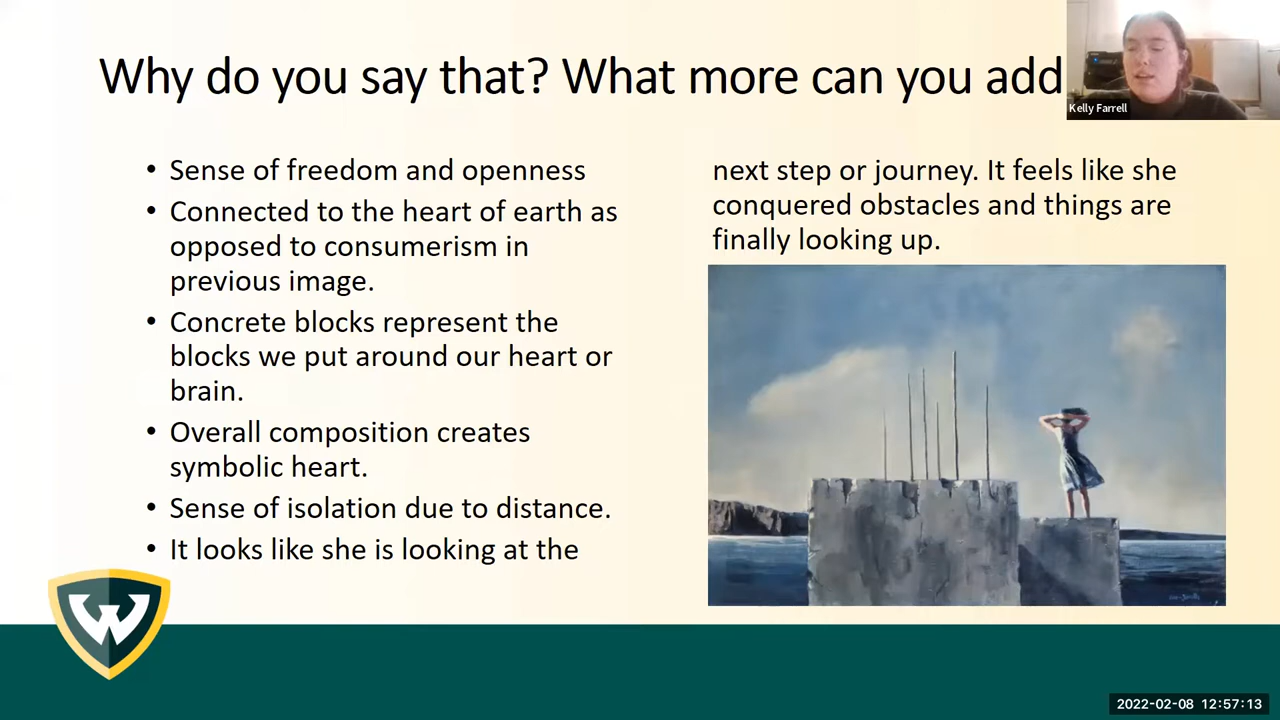 Why do you say that? What more can you add
Kelly Farrell
• Sense of freedom and openness
• Connected to the heart of earth as
opposed to consumerism in
previous image.
• Concrete blocks represent the
blocks we put around our heart or
brain.
• Overall composition creates
symbolic heart.
• Sense of isolation due to distance.
• It looks like she is looking at the
next step or journey. It feels like she
conquered obstacles and things are
finally looking up.
W
2022-02-08 12:57:13